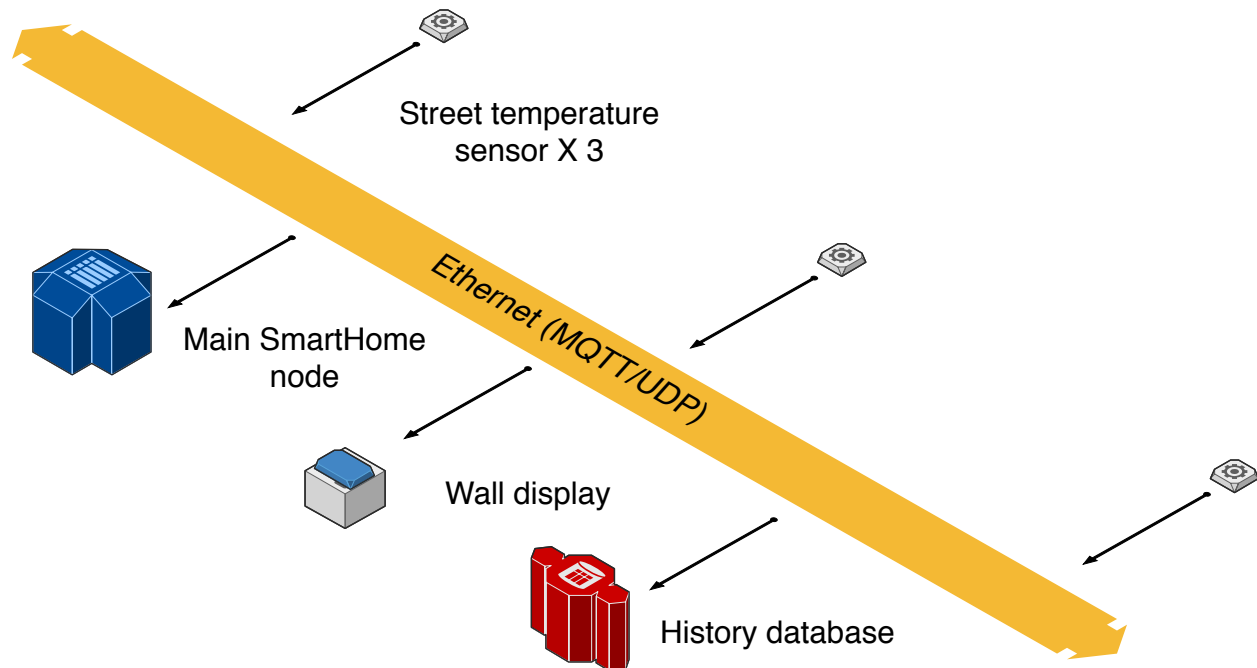 Street temperature
sensor X 3
Ethernet (MQTT/UDP)
Main SmartHome
node
Wall display
History database